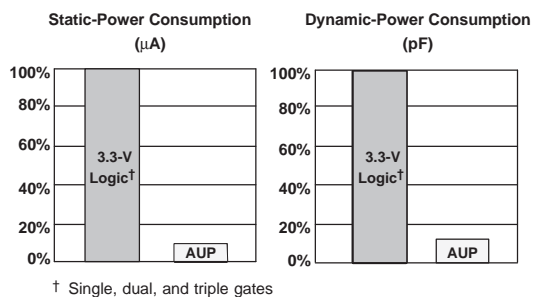 Static-Power Consumption
(μA)
100%
80%
60%
40%
20%
0%
3.3-V
Logic†
AUP
Dynamic-Power Consumption
(pF)
100%
80%
60%
40%
20%
0%
3.3-V
Logic†
AUP
† Single, dual, and triple gates